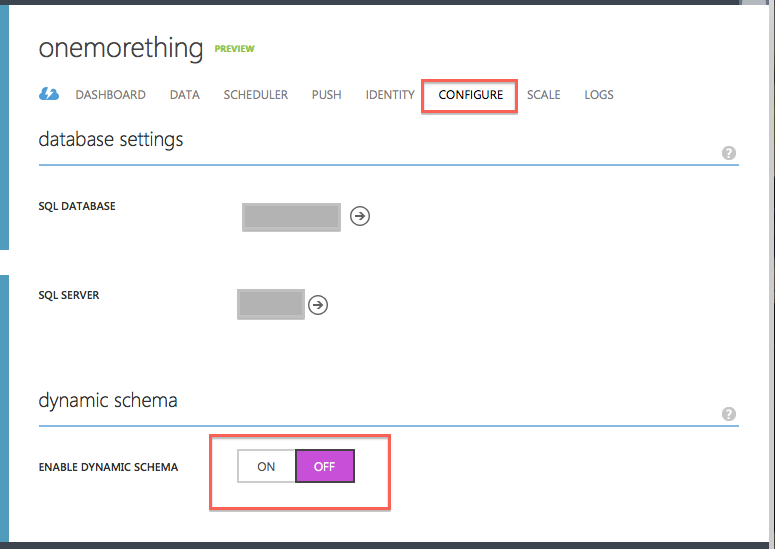 onemorething PREVIEW
DASHBOARD DATA SCHEDULER PUSH IDENTITY CONFIGURE SCALE LOGS
database settings
?
SQL DATABASE
SQL SERVER
dynamic schema
?
ENABLE DYNAMIC SCHEMA ON OFF